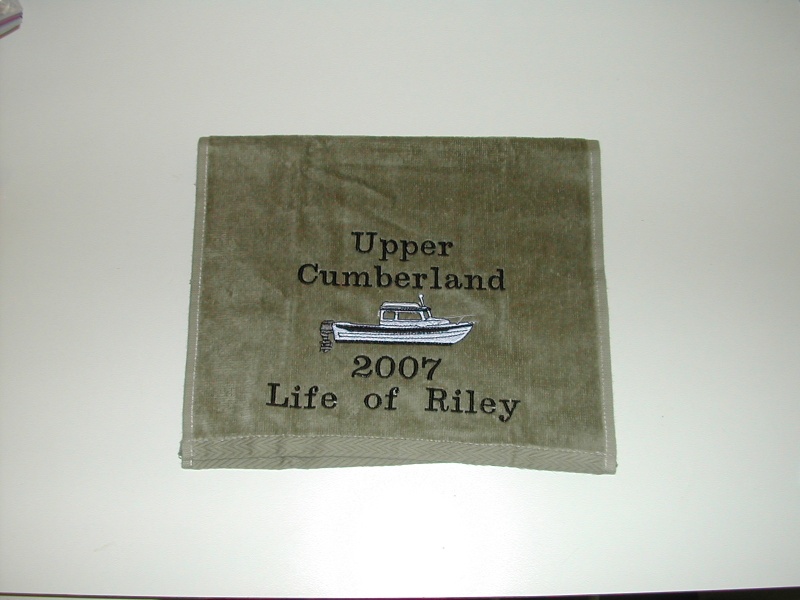 Upper
Cumberland
2007
Life of Riley